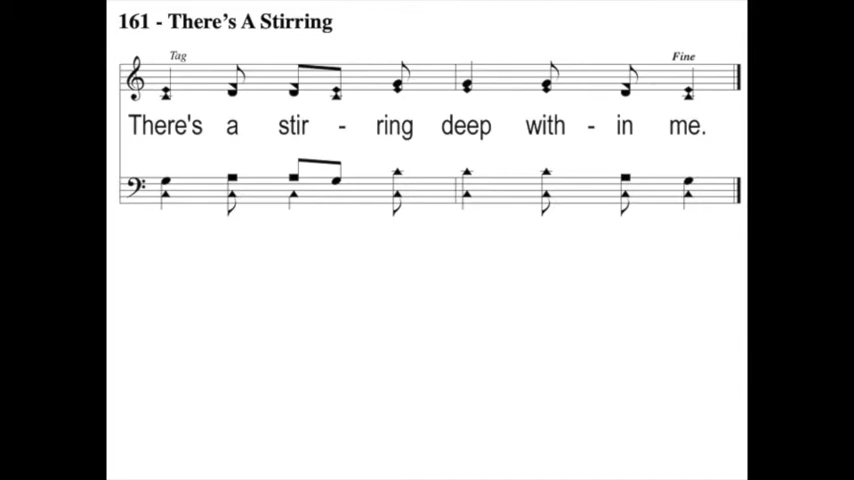 161 - There's A Stirring
Tag
Fine
There's a stir - ring deep with - in me.